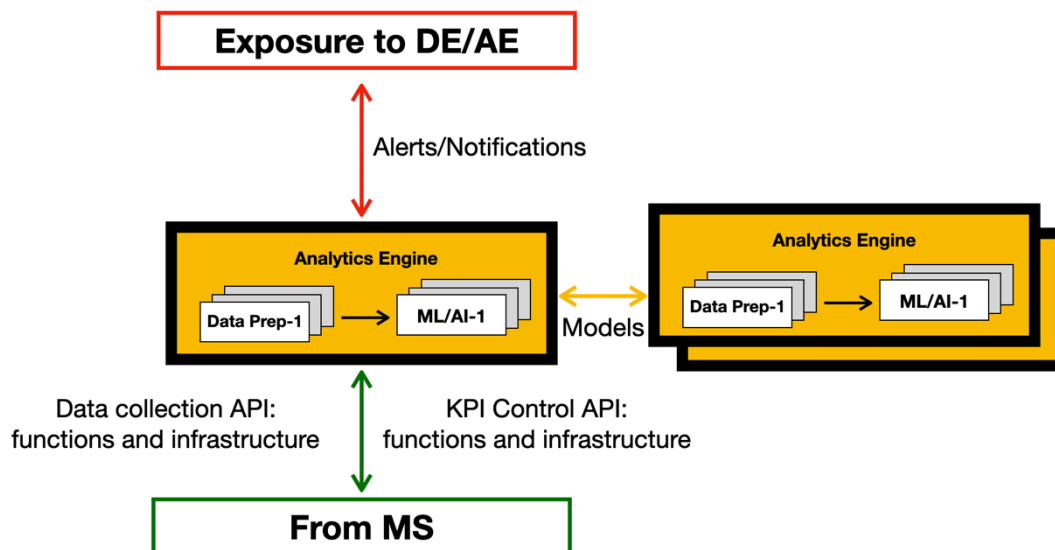 Exposure to DE/AE
Alerts/Notifications
Analytics Engine
Data Prep-1
ML/AI-1
Models
Analytics Engine
Data Prep-1
ML/AI-1
Data collection API:
functions and infrastructure
KPI Control API:
functions and infrastructure
From MS